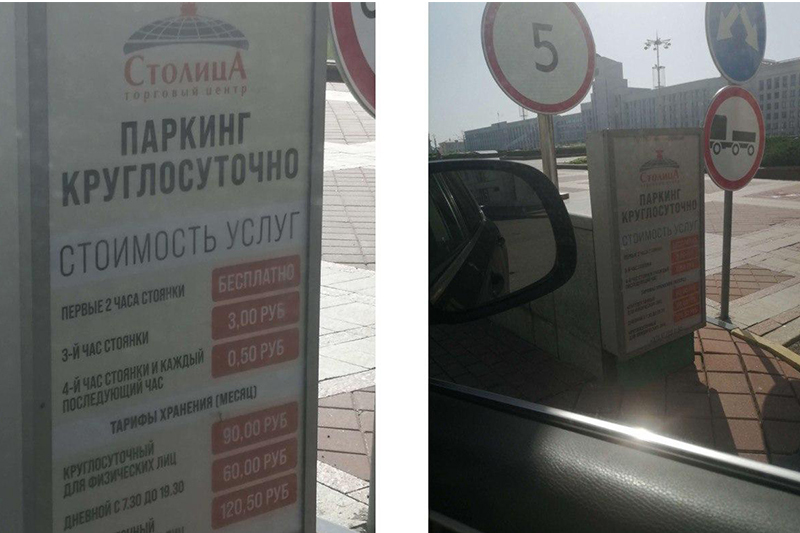 СТОЛИЦА
ТОРГОВЫЙ ЦЕНТР
ПАРКИНГ
КРУГЛОСУТОЧНО
СТОИМОСТЬ УСЛУГ
ПЕРВЫЕ 2 ЧАСА СТОЯНКИ БЕСПЛАТНО
3-Й ЧАС СТОЯНКИ 3,00 РУБ
4-Й ЧАС СТОЯНКИ И КАЖДЫЙ 0,50 РУБ
ПОСЛЕДУЮЩИЙ ЧАС
ТАРИФЫ ХРАНЕНИЯ (МЕСЯЦ)
КРУГЛОСУТОЧНЫЙ 90,00 РУБ
ДЛЯ ФИЗИЧЕСКИХ ЛИЦ
ДНЕВНОЙ С 7.30 ДО 19.30 60,00 РУБ
120,50 РУБ
5
СТОЛИЦА
ПАРКИНГ
КРУГЛОСУТОЧНО
СТОИМОСТЬ УСЛУГ